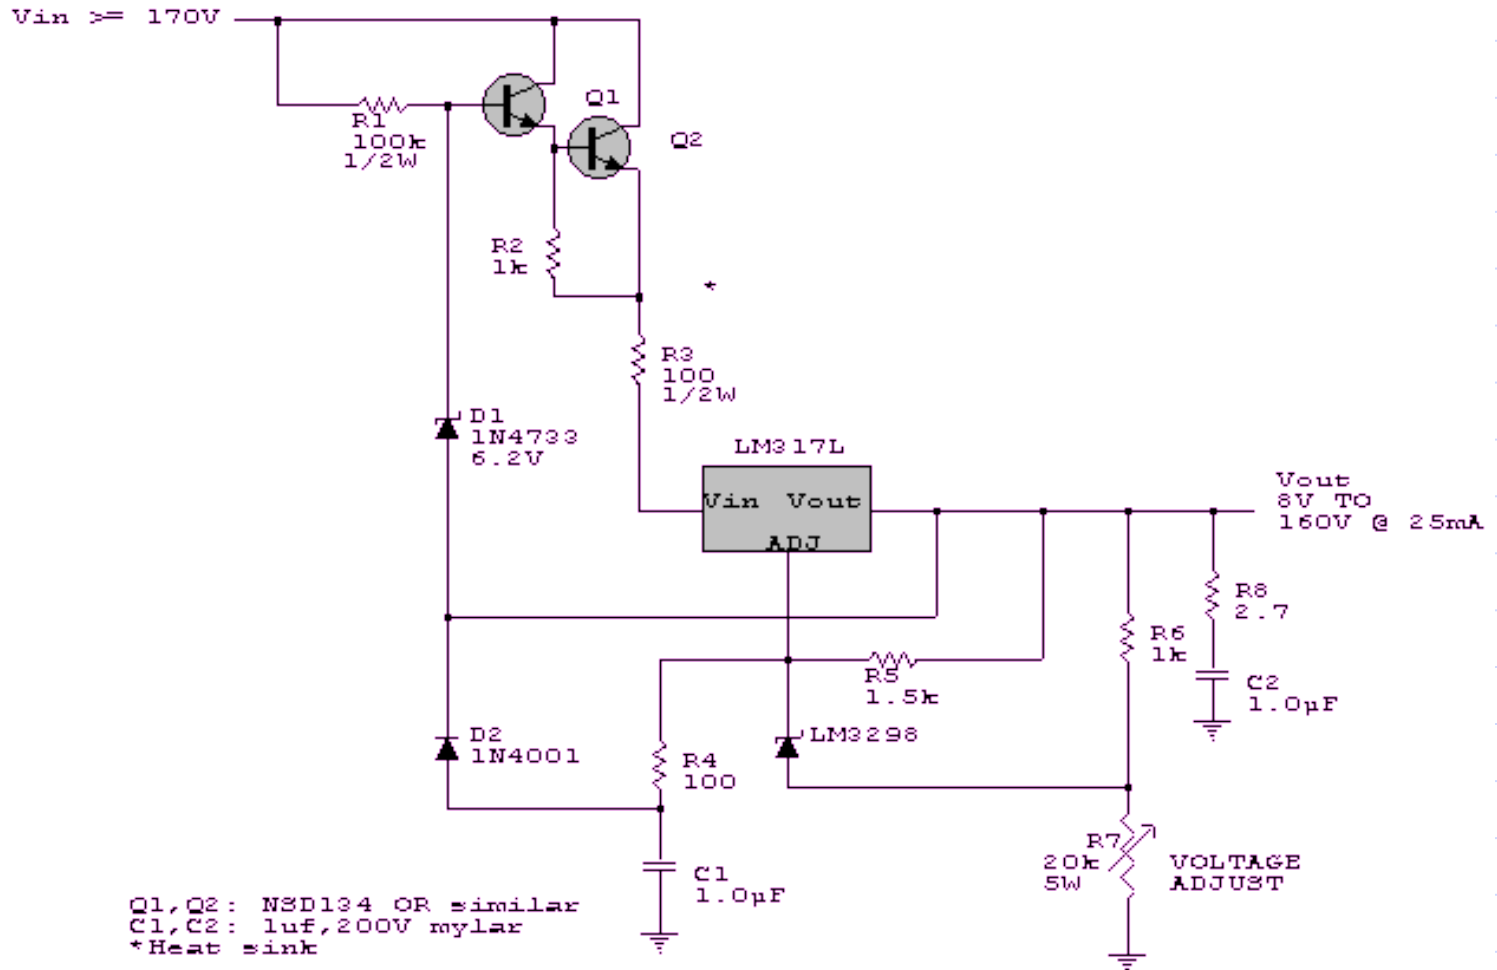 Vin >= 170V
Q1
Q2
R1
100k
1/2W
R2
1k
*
R3
100
1/2W
D1
1N4733
6.2V
LM317L
Vin Vout
ADJ
Vout
8V TO
160V @ 25mA
R8
2.7
R6
1k
R5
1.5k
C2
1.0µF
D2
1N4001
R4
100
LM3298
R7
20k
5W
VOLTAGE
ADJUST
C1
1.0µF
Q1,Q2: NSD134 OR similar
C1,C2: 1uf,200V mylar
*Heat sink